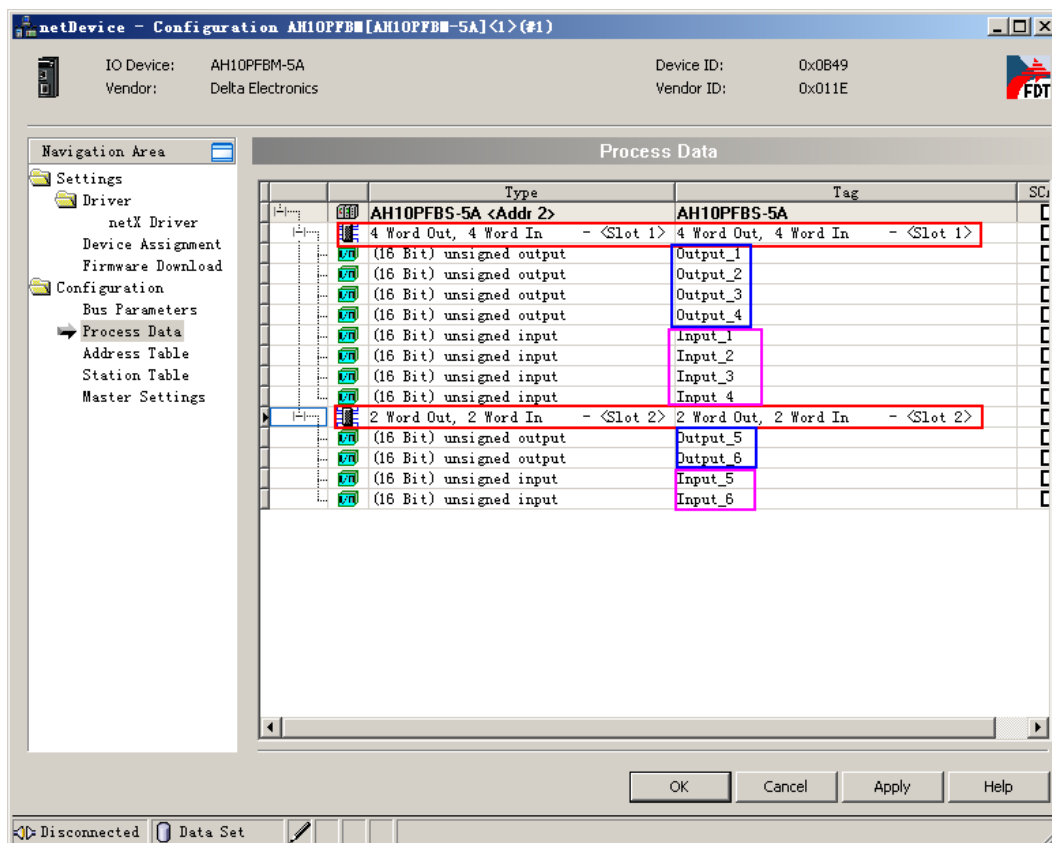 netDevice - Configuration AH10PFBM[AH10PFBM-5A]<1>(#1)
IO Device: AH10PFBM-5A Device ID: 0x0B49
Vendor: Delta Electronics Vendor ID: 0x011E
FDT
Navigation Area
Process Data
Settings
Driver
netX Driver
Device Assignment
Firmware Download
Configuration
Bus Parameters
Process Data
Address Table
Station Table
Master Settings
Type Tag
AH10PFBS-5A <Addr 2> AH10PFBS-5A
4 Word Out, 4 Word In - <Slot 1> 4 Word Out, 4 Word In - <Slot 1>
(16 Bit) unsigned output Output_1
(16 Bit) unsigned output Output_2
(16 Bit) unsigned output Output_3
(16 Bit) unsigned output Output_4
(16 Bit) unsigned input Input_1
(16 Bit) unsigned input Input_2
(16 Bit) unsigned input Input_3
(16 Bit) unsigned input Input_4
2 Word Out, 2 Word In - <Slot 2> 2 Word Out, 2 Word In - <Slot 2>
(16 Bit) unsigned output Output_5
(16 Bit) unsigned output Output_6
(16 Bit) unsigned input Input_5
(16 Bit) unsigned input Input_6
OK Cancel Apply Help
Disconnected Data Set